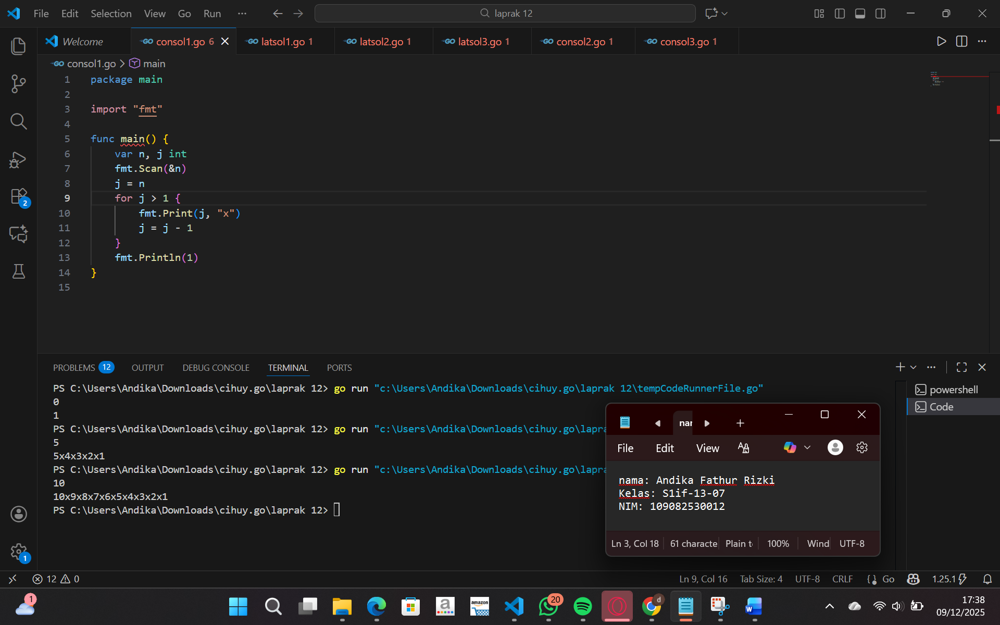 File Edit Selection View Go Run ··· laprak 12
Welcome consol1.go 6 latsol1.go 1 latsol2.go 1 latsol3.go 1 consol2.go 1 consol3.go 1
consol1.go > main
1 package main
2
3 import "fmt"
4
5 func main() {
6 var n, j int
7 fmt.Scan(&n)
8 j = n
9 for j > 1 {
10 fmt.Print(j, "x")
11 j = j - 1
12 }
13 fmt.Println(1)
14 }
15
PROBLEMS 12 OUTPUT DEBUG CONSOLE TERMINAL PORTS
PS C:\Users\Andika\Downloads\cihuy.go\laprak 12> go run "c:\Users\Andika\Downloads\cihuy.go\laprak 12\tempCodeRunnerFile.go"
0
1
PS C:\Users\Andika\Downloads\cihuy.go\laprak 12> go run "c:\Users\Andika\Downloads\cihuy.go\lapra
5
5x4x3x2x1
PS C:\Users\Andika\Downloads\cihuy.go\laprak 12> go run "c:\Users\Andika\Downloads\cihuy.go\lapra
10
10x9x8x7x6x5x4x3x2x1
PS C:\Users\Andika\Downloads\cihuy.go\laprak 12>
powershell
Code
nar
File Edit View
nama: Andika Fathur Rizki
Kelas: S1if-13-07
NIM: 109082530012
Ln 3, Col 18 61 characte Plain t 100% Wind UTF-8
2
1
12 0 Ln 9, Col 16 Tab Size: 4 UTF-8 CRLF {} Go 1.25.1
1 a amazon 20 d W 17:38
09/12/2025